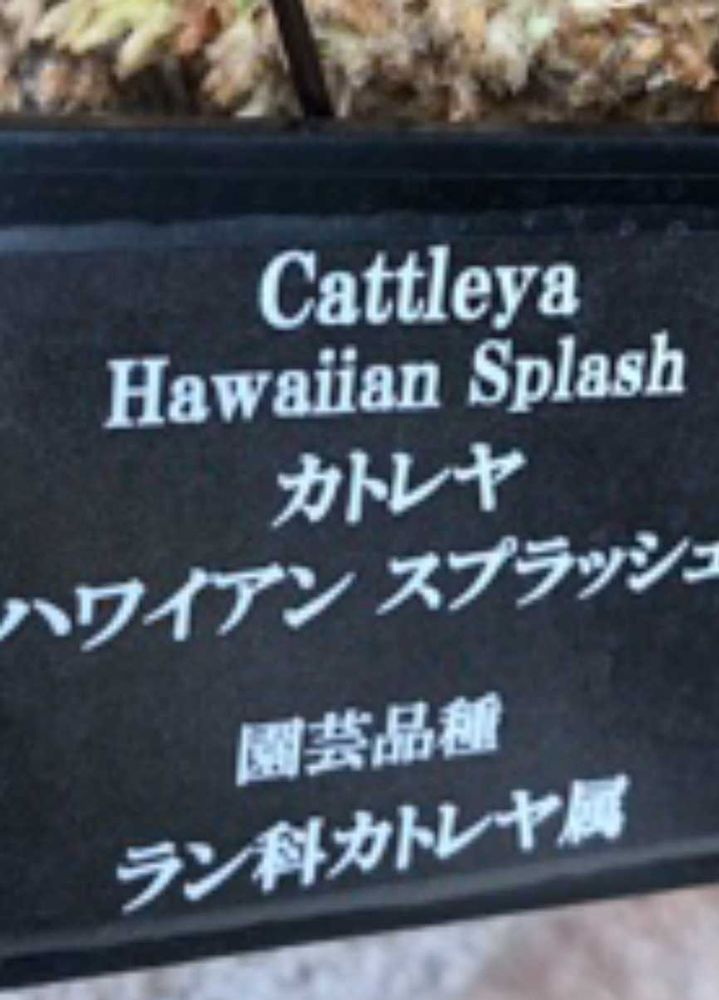 Cattleya
Hawaiian Splash
カトレヤ
ハワイアン スプラッシュ
園芸品種
ラン科カトレヤ属